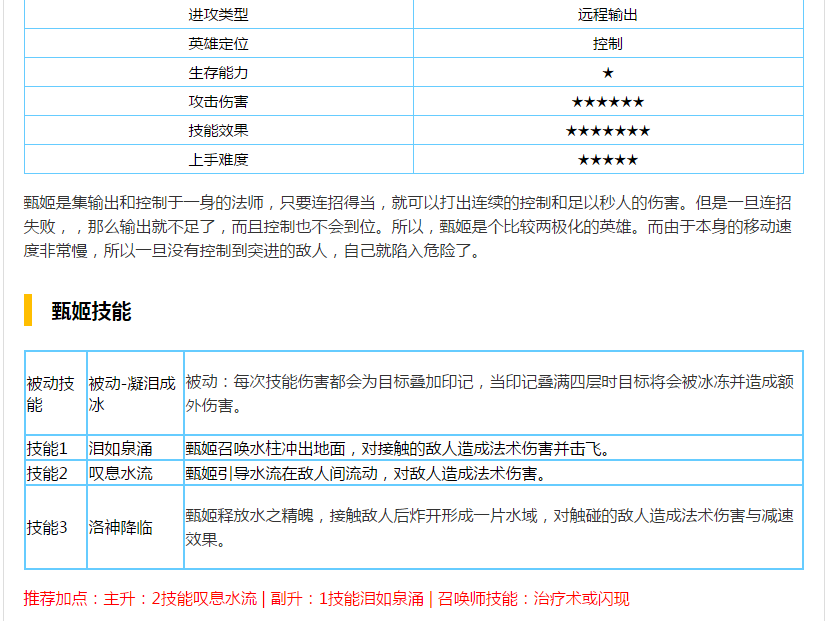 进攻类型 远程输出
英雄定位 控制
生存能力 ★
攻击伤害 ★★★★★★
技能效果 ★★★★★★★
上手难度 ★★★★★
甄姬是集输出和控制于一身的法师，只要连招得当，就可以打出连续的控制和足以秒人的伤害。但是一旦连招
失败，，那么输出就不足了，而且控制也不会到位。所以，甄姬是个比较两极化的英雄。而由于本身的移动速
度非常慢，所以一旦没有控制到突进的敌人，自己就陷入危险了。
甄姬技能
被动技
能
被动-凝泪成
冰
被动：每次技能伤害都会为目标叠加印记，当印记叠满四层时目标将会被冰冻并造成额
外伤害。
技能1 泪如泉涌 甄姬召唤水柱冲出地面，对接触的敌人造成法术伤害并击飞。
技能2 叹息水流 甄姬引导水流在敌人间流动，对敌人造成法术伤害。
技能3 洛神降临
甄姬释放水之精魄，接触敌人后炸开形成一片水域，对触碰的敌人造成法术伤害与减速
效果。
推荐加点：主升：2技能叹息水流 | 副升：1技能泪如泉涌 | 召唤师技能：治疗术或闪现